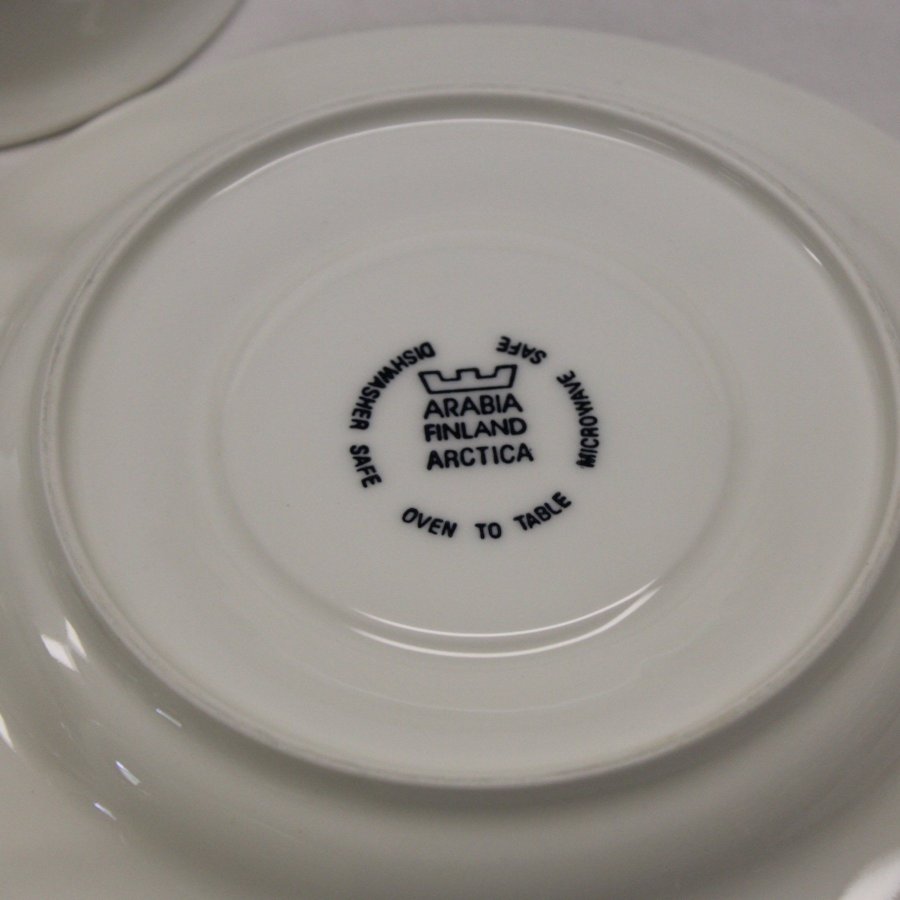 ARABIA
FINLAND
ARCTICA
DISHWASHER SAFE
OVEN TO TABLE
MICROWAVE SAFE